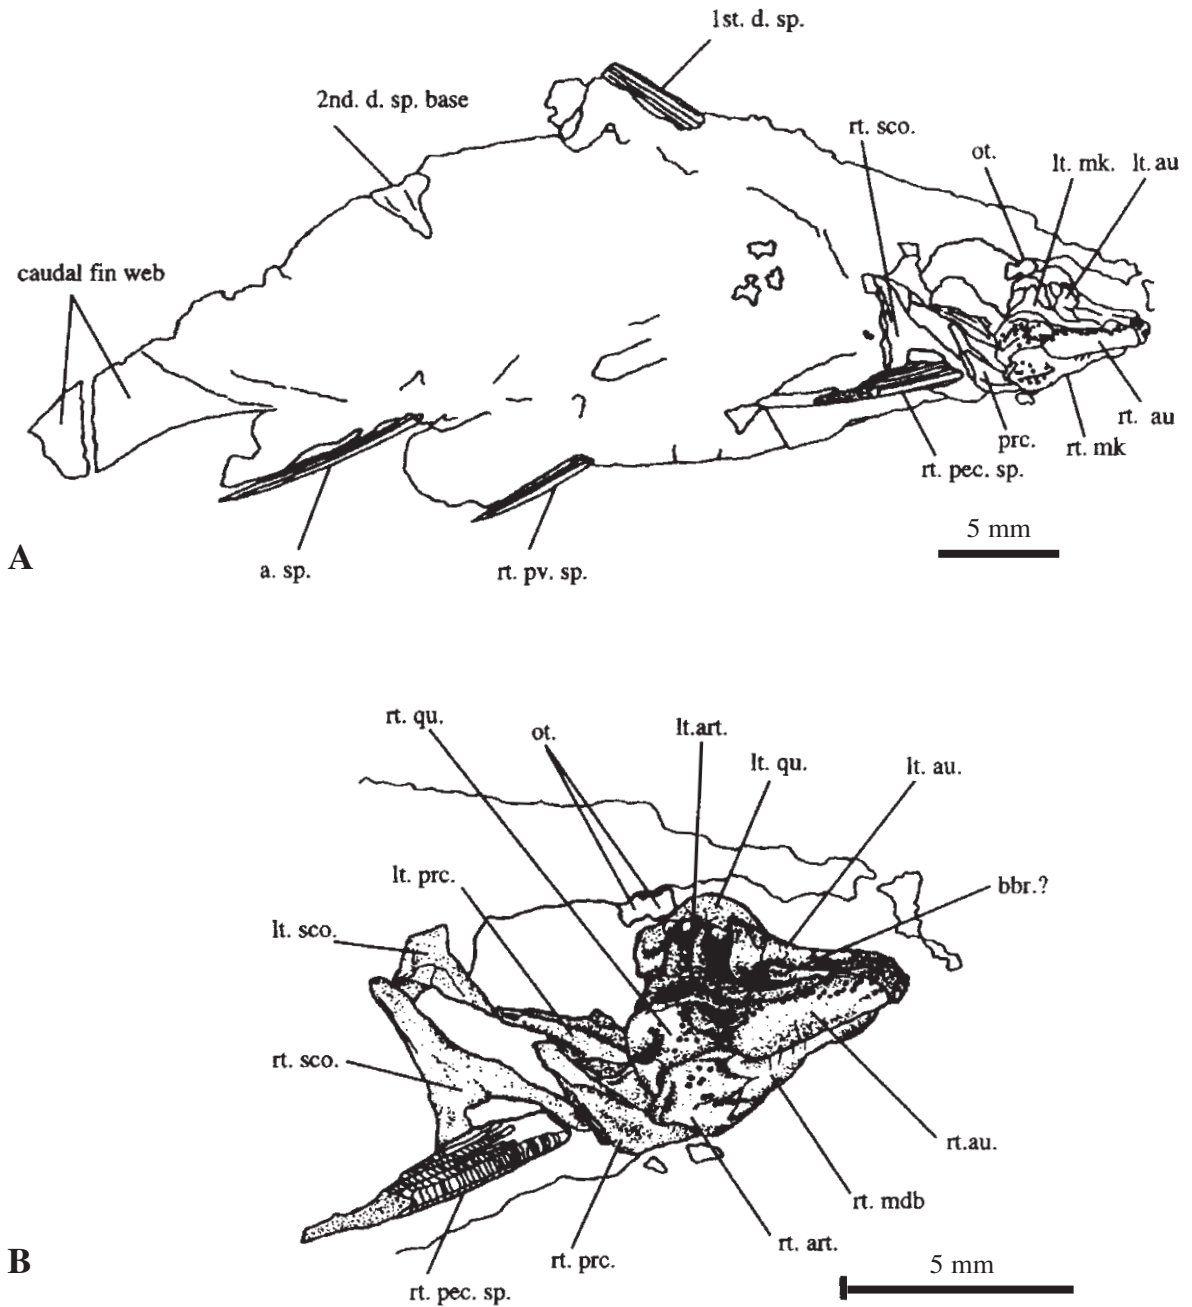 1st. d. sp.
2nd. d. sp. base
rt. sco.
ot.
lt. mk.
lt. au
caudal fin web
rt. au
prc.
rt. mk
rt. pec. sp.
5 mm
A
a. sp.
rt. pv. sp.
rt. qu.
ot.
lt.art.
lt. qu.
lt. au.
lt. prc.
bbr.?
lt. sco.
rt. sco.
rt.au.
rt. mdb
rt. art.
B
rt. prc.
5 mm
rt. pec. sp.